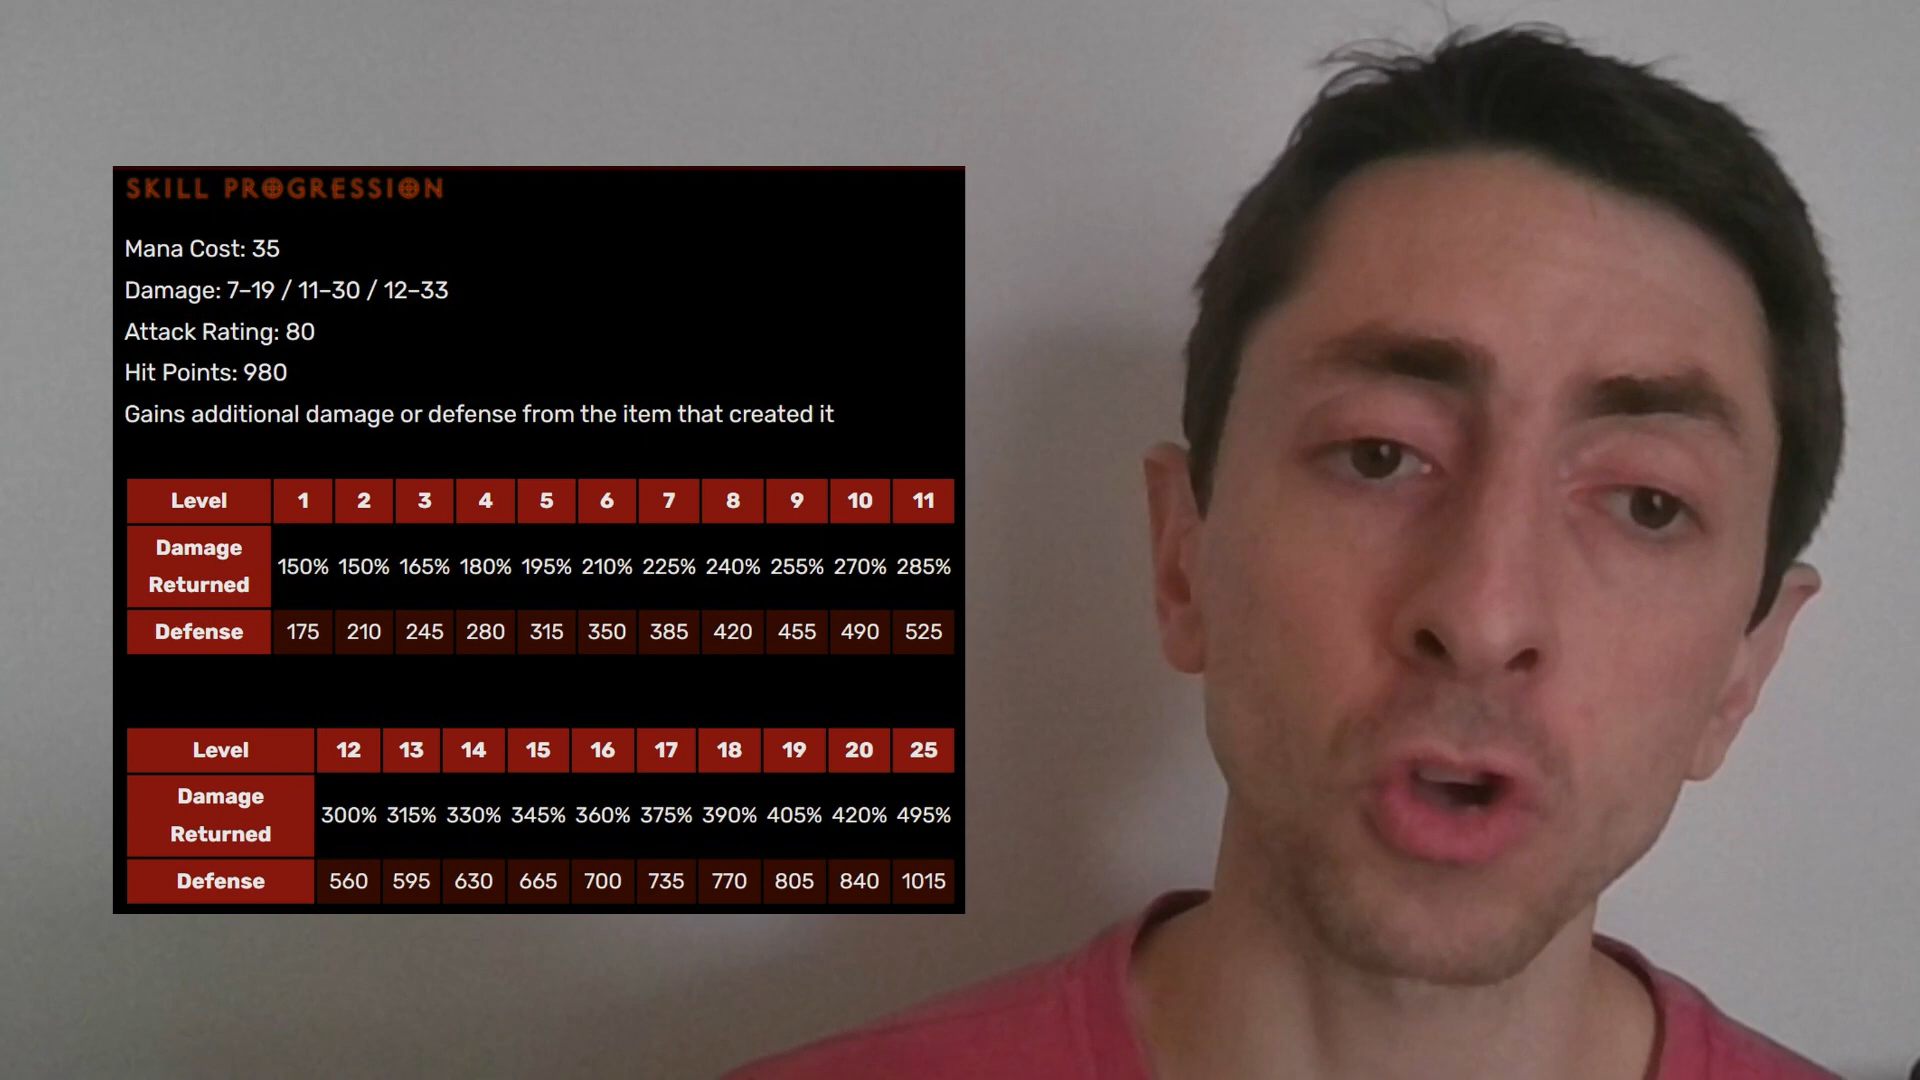 SKILL PROGRESSION
Mana Cost: 35
Damage: 7–19 / 11–30 / 12–33
Attack Rating: 80
Hit Points: 980
Gains additional damage or defense from the item that created it
Level 1 2 3 4 5 6 7 8 9 10 11
Damage Returned 150% 150% 165% 180% 195% 210% 225% 240% 255% 270% 285%
Defense 175 210 245 280 315 350 385 420 455 490 525
Level 12 13 14 15 16 17 18 19 20 25
Damage Returned 300% 315% 330% 345% 360% 375% 390% 405% 420% 495%
Defense 560 595 630 665 700 735 770 805 840 1015